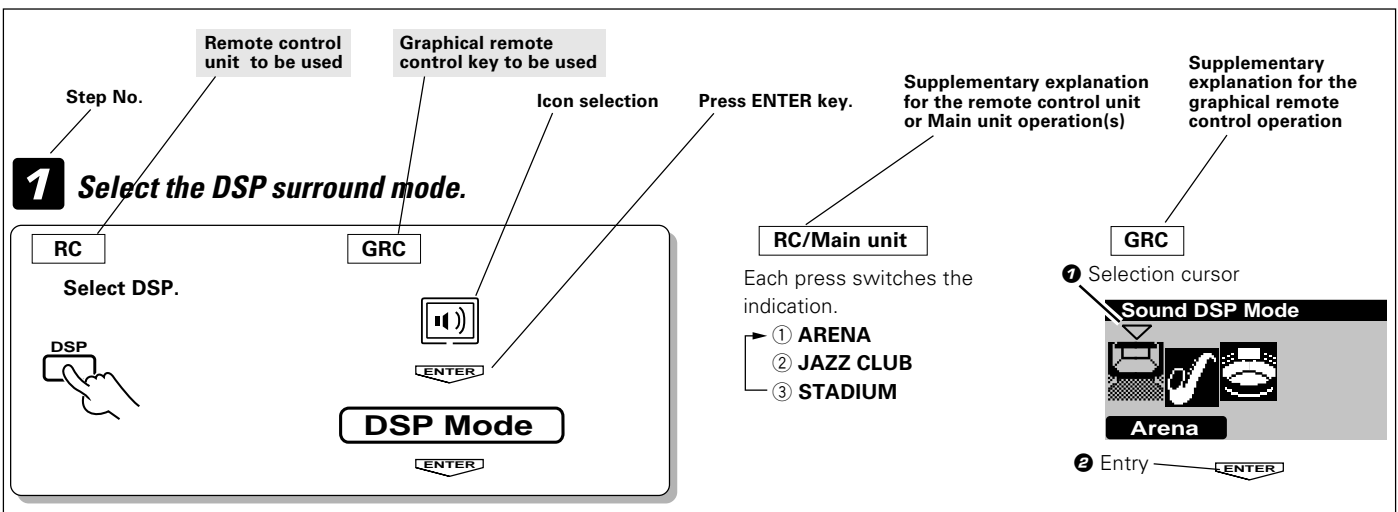 Remote control
unit to be used
Graphical remote
control key to be used
Step No.
Icon selection
Press ENTER key.
Supplementary explanation
for the remote control unit
or Main unit operation(s)
Supplementary
explanation for the
graphical remote
control operation
1 Select the DSP surround mode.
RC
Select DSP.
DSP
GRC
ENTER
DSP Mode
ENTER
RC/Main unit
Each press switches the
indication.
① ARENA
② JAZZ CLUB
③ STADIUM
GRC
❶ Selection cursor
Sound DSP Mode
Arena
❷ Entry
ENTER